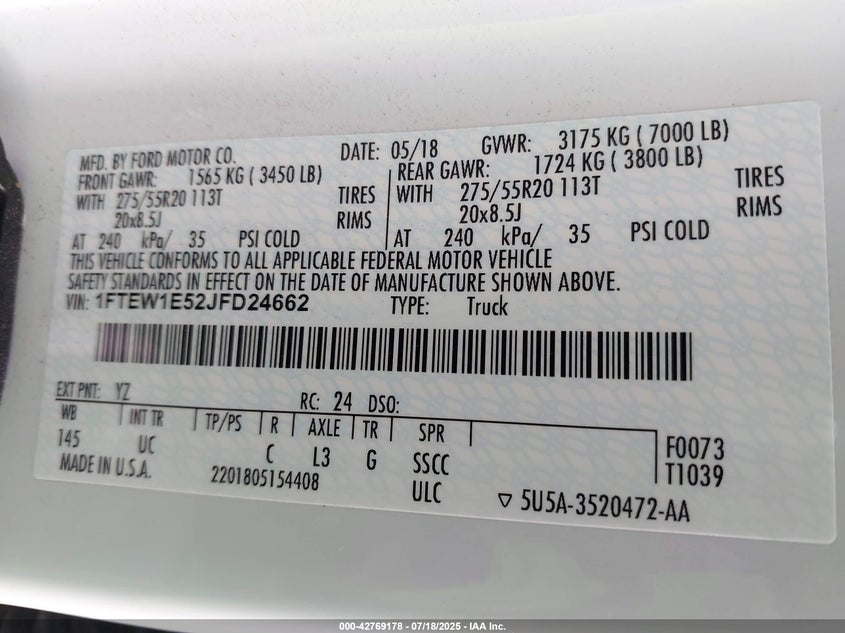 MFD. BY FORD MOTOR CO. DATE: 05/18 GVWR: 3175 KG ( 7000 LB)
FRONT GAWR: 1565 KG ( 3450 LB) REAR GAWR: 1724 KG ( 3800 LB)
WITH 275/55R20 113T TIRES WITH 275/55R20 113T TIRES
20x8.5J RIMS 20x8.5J RIMS
AT 240 kPa/ 35 PSI COLD AT 240 kPa/ 35 PSI COLD
THIS VEHICLE CONFORMS TO ALL APPLICABLE FEDERAL MOTOR VEHICLE
SAFETY STANDARDS IN EFFECT ON THE DATE OF MANUFACTURE SHOWN ABOVE.
VIN: 1FTEW1E52JFD24662 TYPE: Truck
EXT PNT: YZ RC: 24 DSO:
WB INT TR TP/PS R AXLE TR SPR
145 UC C L3 G SSCC F0073
MADE IN U.S.A. 2201805154408 ULC T1039
▽ 5U5A-3520472-AA
000-42769178 - 07/18/2025 - IAA Inc.